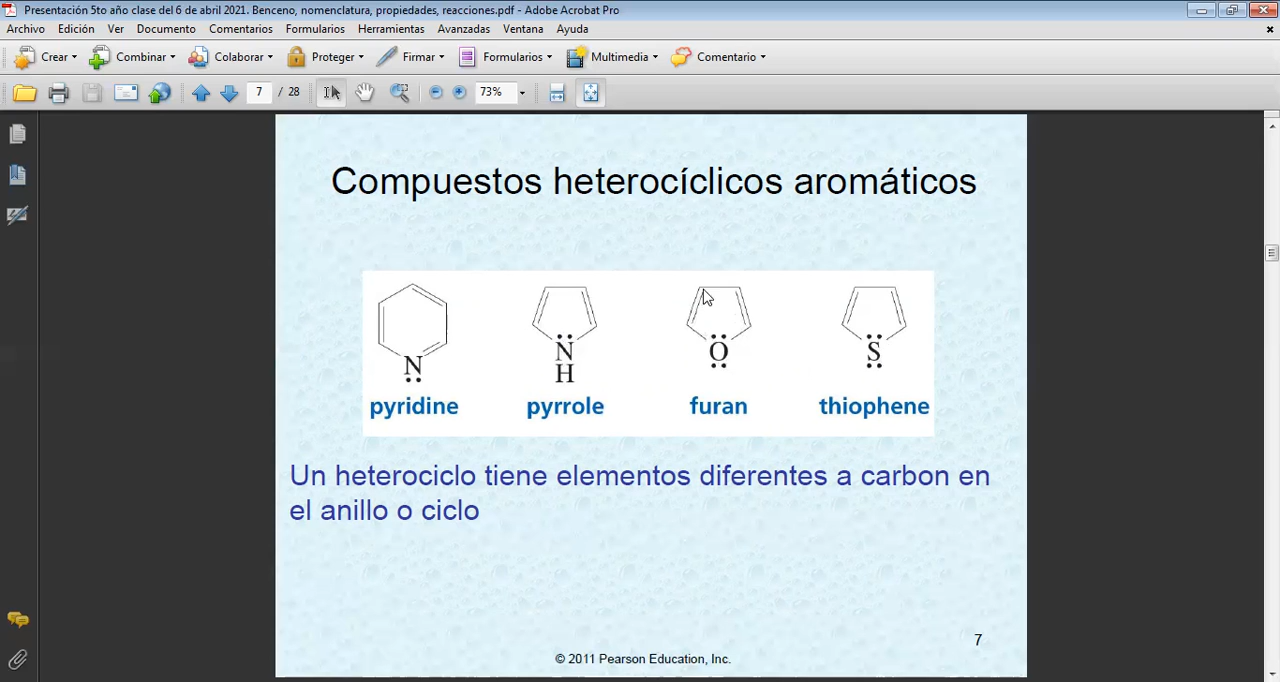 Presentación 5to año clase del 6 de abril 2021. Benceno, nomenclatura, propiedades, reacciones.pdf - Adobe Acrobat Pro
Archivo Edición Ver Documento Comentarios Formularios Herramientas Avanzadas Ventana Ayuda
Crear Combinar Colaborar Proteger Firmar Formularios Multimedia Comentario
7 / 28 73%
Compuestos heterocíclicos aromáticos
N N O S
H
pyridine pyrrole furan thiophene
Un heterociclo tiene elementos diferentes a carbon en
el anillo o ciclo
7
© 2011 Pearson Education, Inc.